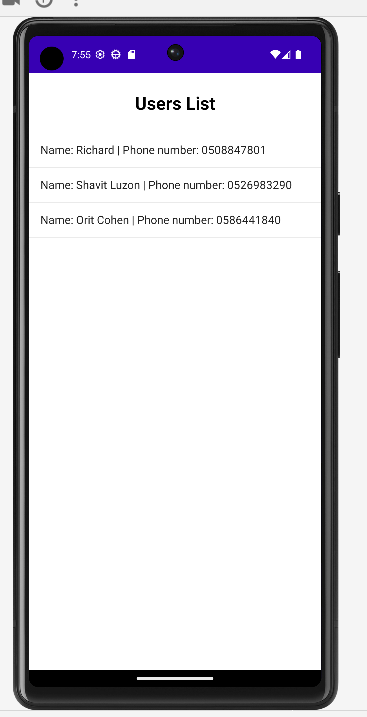 7:55
Users List
Name: Richard | Phone number: 0508847801
Name: Shavit Luzon | Phone number: 0526983290
Name: Orit Cohen | Phone number: 0586441840